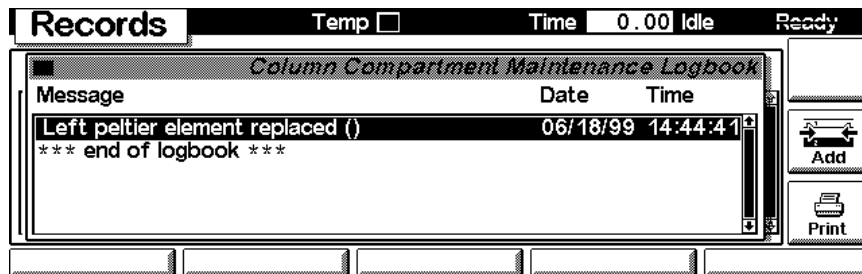 Records Temp Time 0.00 Idle Ready
Column Compartment Maintenance Logbook
Message Date Time
Left peltier element replaced () 06/18/99 14:44:41
*** end of logbook ***
Add
Print